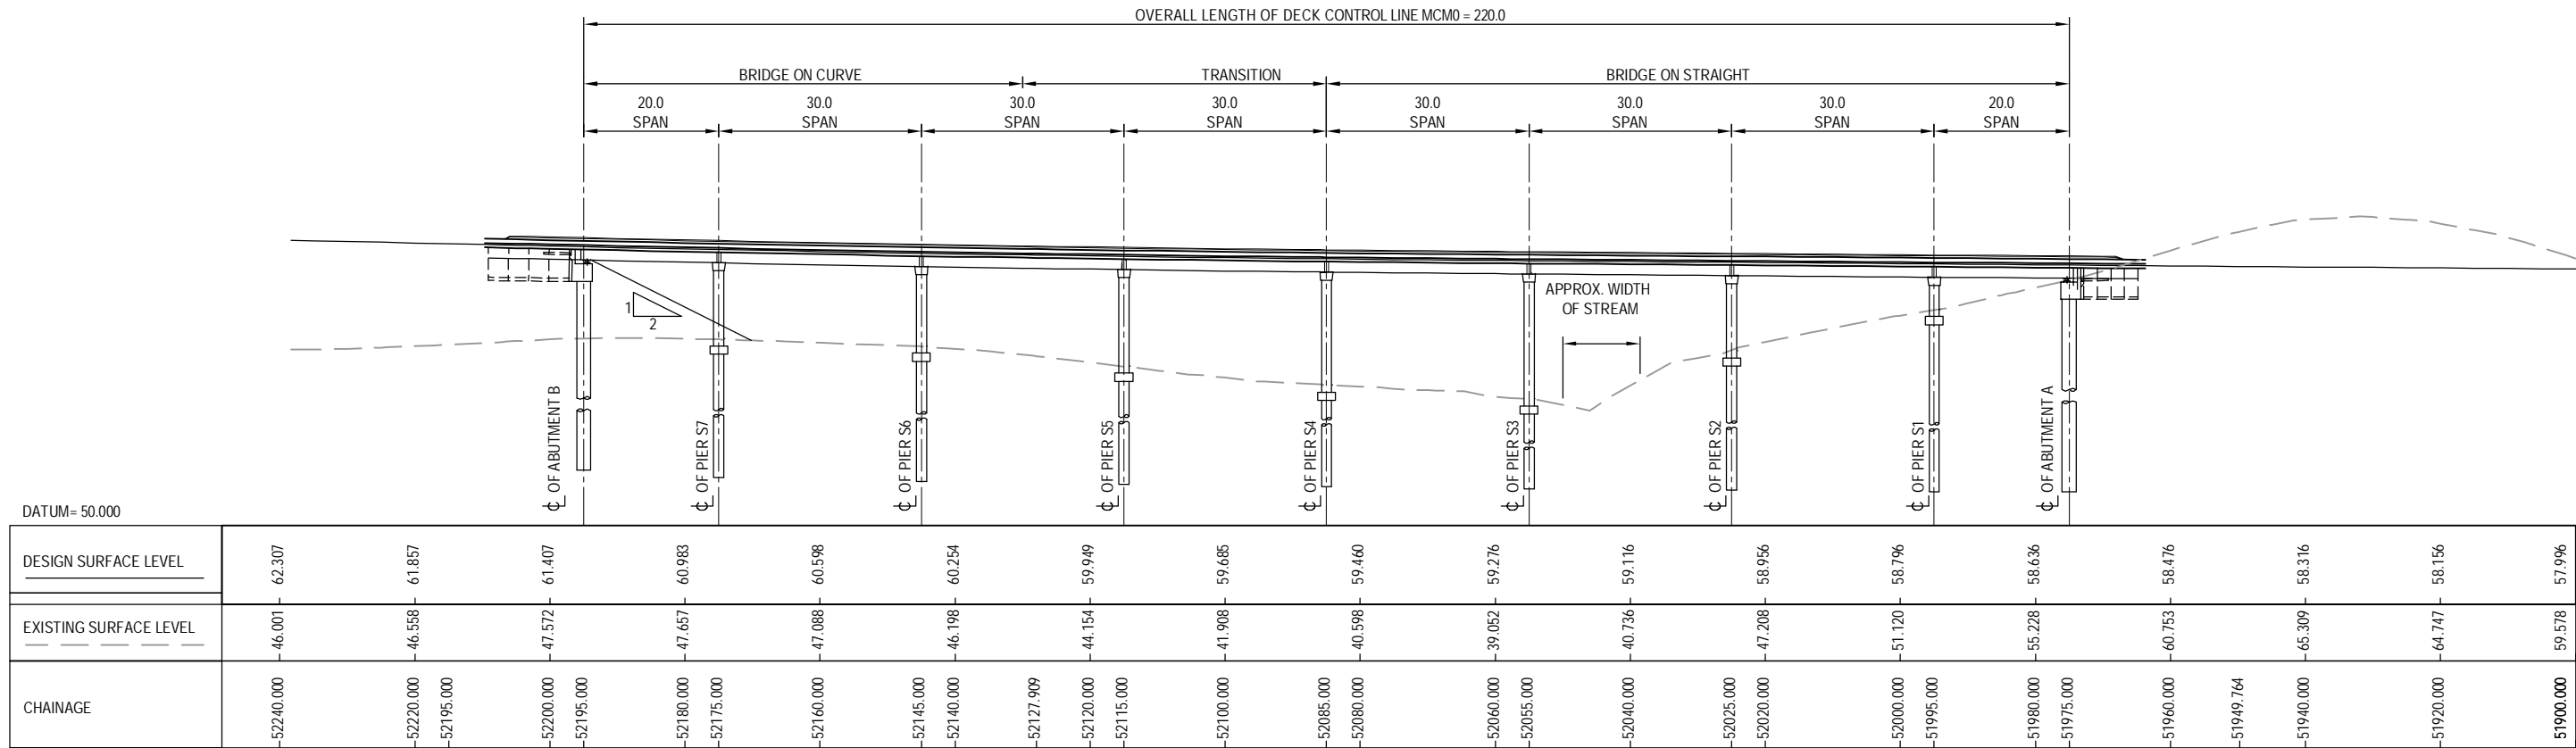 OVERALL LENGTH OF DECK CONTROL LINE MCM0 = 220.0
BRIDGE ON CURVE
TRANSITION
BRIDGE ON STRAIGHT
20.0
SPAN
30.0
SPAN
30.0
SPAN
30.0
SPAN
30.0
SPAN
30.0
SPAN
30.0
SPAN
20.0
SPAN
1
2
APPROX. WIDTH
OF STREAM
℄ OF ABUTMENT B
℄ OF PIER S7
℄ OF PIER S6
℄ OF PIER S5
℄ OF PIER S4
℄ OF PIER S3
℄ OF PIER S2
℄ OF PIER S1
℄ OF ABUTMENT A
DATUM= 50.000
DESIGN SURFACE LEVEL
62.307
61.857
61.407
60.983
60.598
60.254
59.949
59.685
59.460
59.276
59.116
58.956
58.796
58.636
58.476
58.316
58.156
57.996
EXISTING SURFACE LEVEL
46.001
46.558
47.572
47.657
47.088
46.198
44.154
41.908
40.598
39.052
40.736
47.208
51.120
55.228
60.753
65.309
64.747
59.578
CHAINAGE
52240.000
52220.000
52195.000
52200.000
52195.000
52180.000
52175.000
52160.000
52145.000
52140.000
52127.909
52120.000
52115.000
52100.000
52085.000
52080.000
52060.000
52055.000
52040.000
52025.000
52020.000
52000.000
51995.000
51980.000
51975.000
51960.000
51949.764
51940.000
51920.000
51900.000